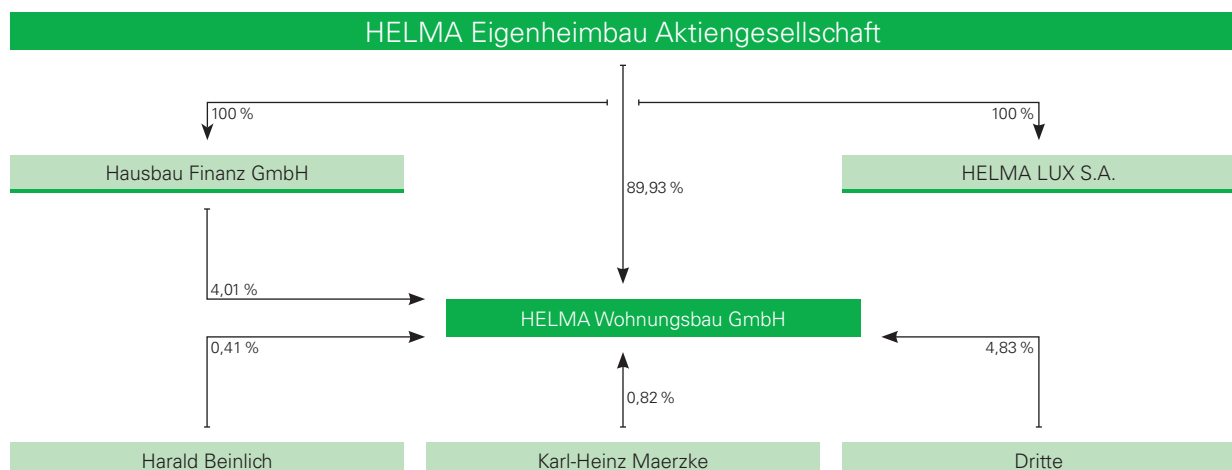 HELMA Eigenheimbau Aktiengesellschaft
100 %
100 %
Hausbau Finanz GmbH
HELMA LUX S.A.
89,93 %
4,01 %
HELMA Wohnungsbau GmbH
0,41 %
4,83 %
0,82 %
Harald Beinlich
Karl-Heinz Maerzke
Dritte